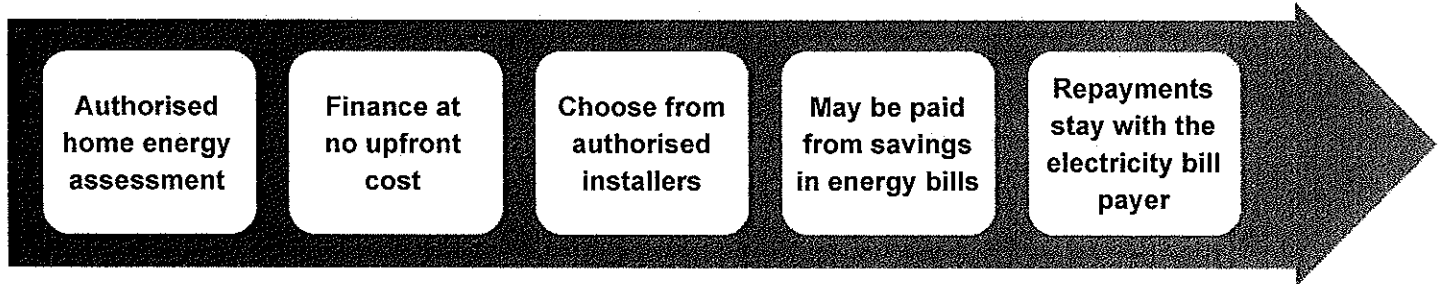 Authorised
home energy
assessment
Finance at
no upfront
cost
Choose from
authorised
installers
May be paid
from savings
in energy bills
Repayments
stay with the
electricity bill
payer